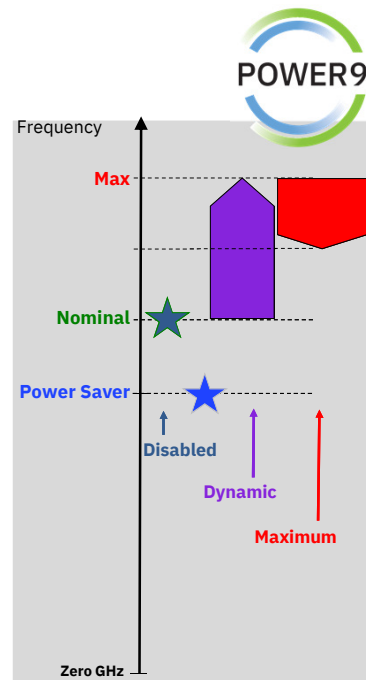 POWER9
Frequency
Max
Nominal
Power Saver
Disabled
Dynamic
Maximum
Zero GHz